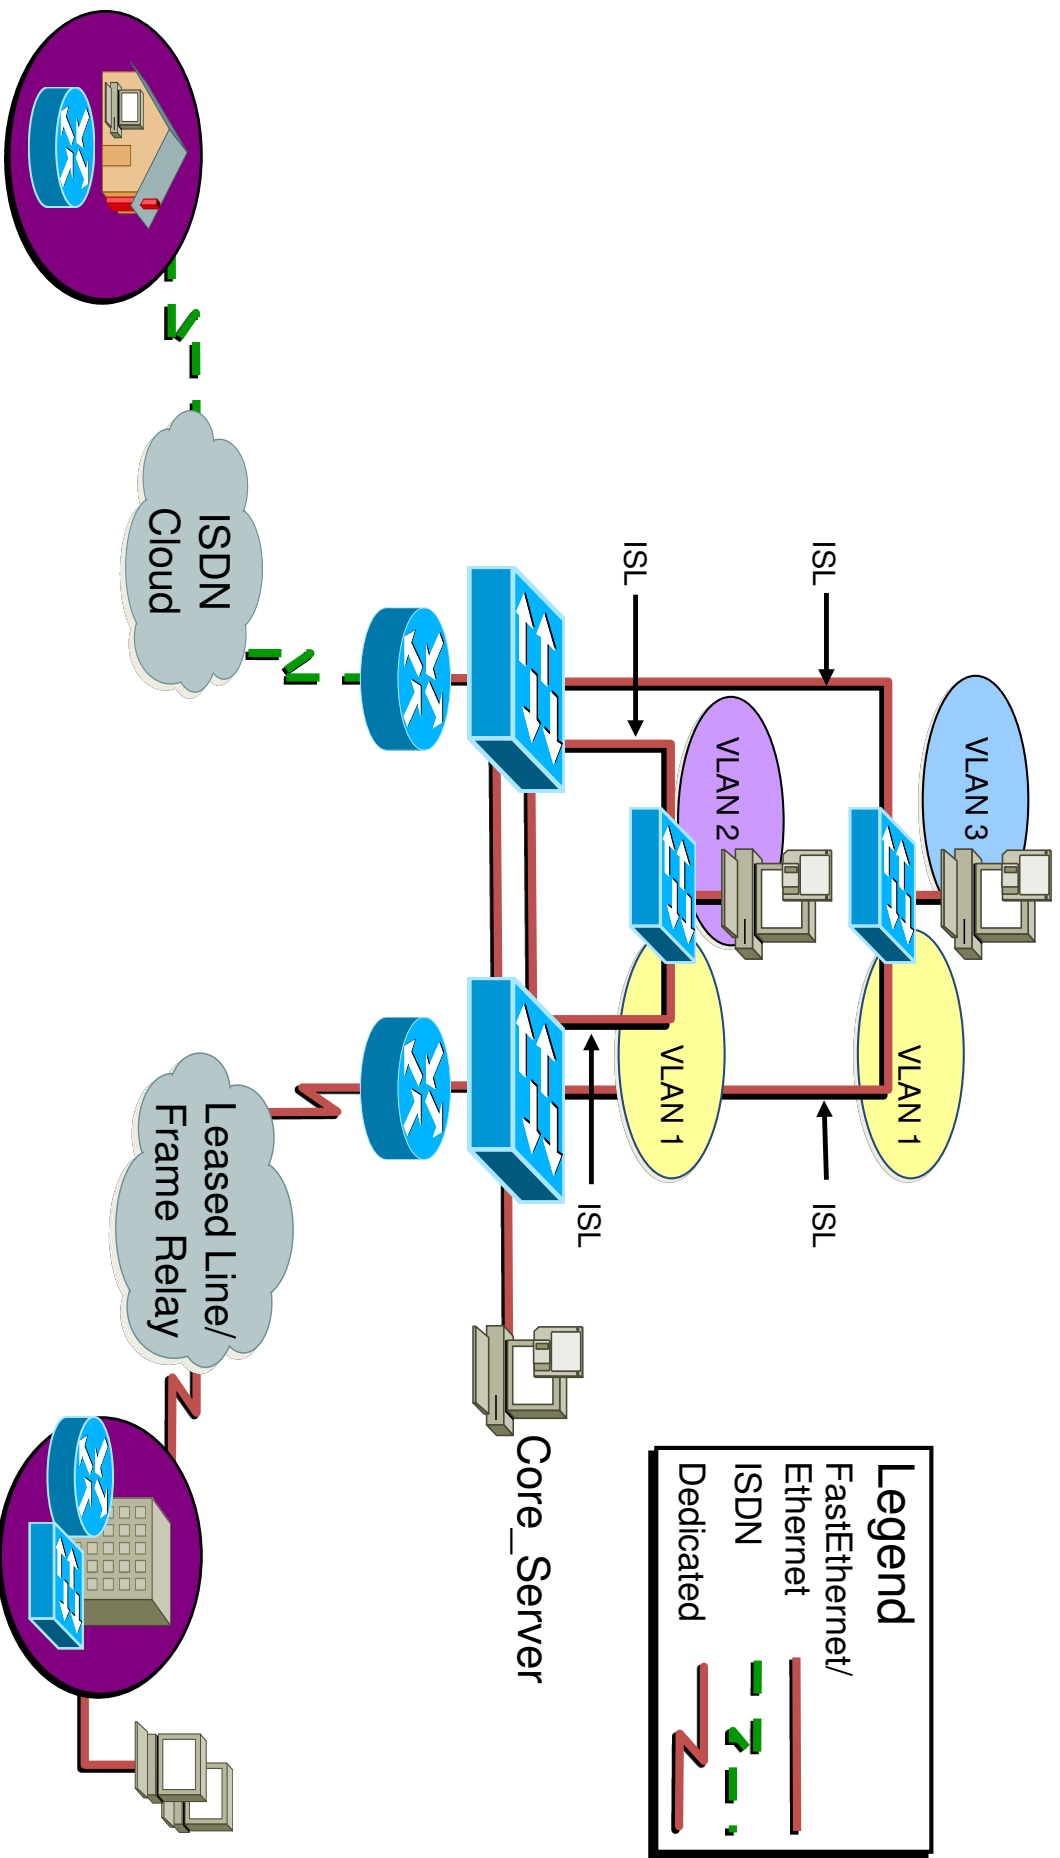 VLAN 3
VLAN 1
ISL
ISL
VLAN 2
VLAN 1
ISL
ISL
Core_Server
ISDN
Cloud
Leased Line/
Frame Relay
Legend
FastEthernet/
Ethernet
ISDN
Dedicated